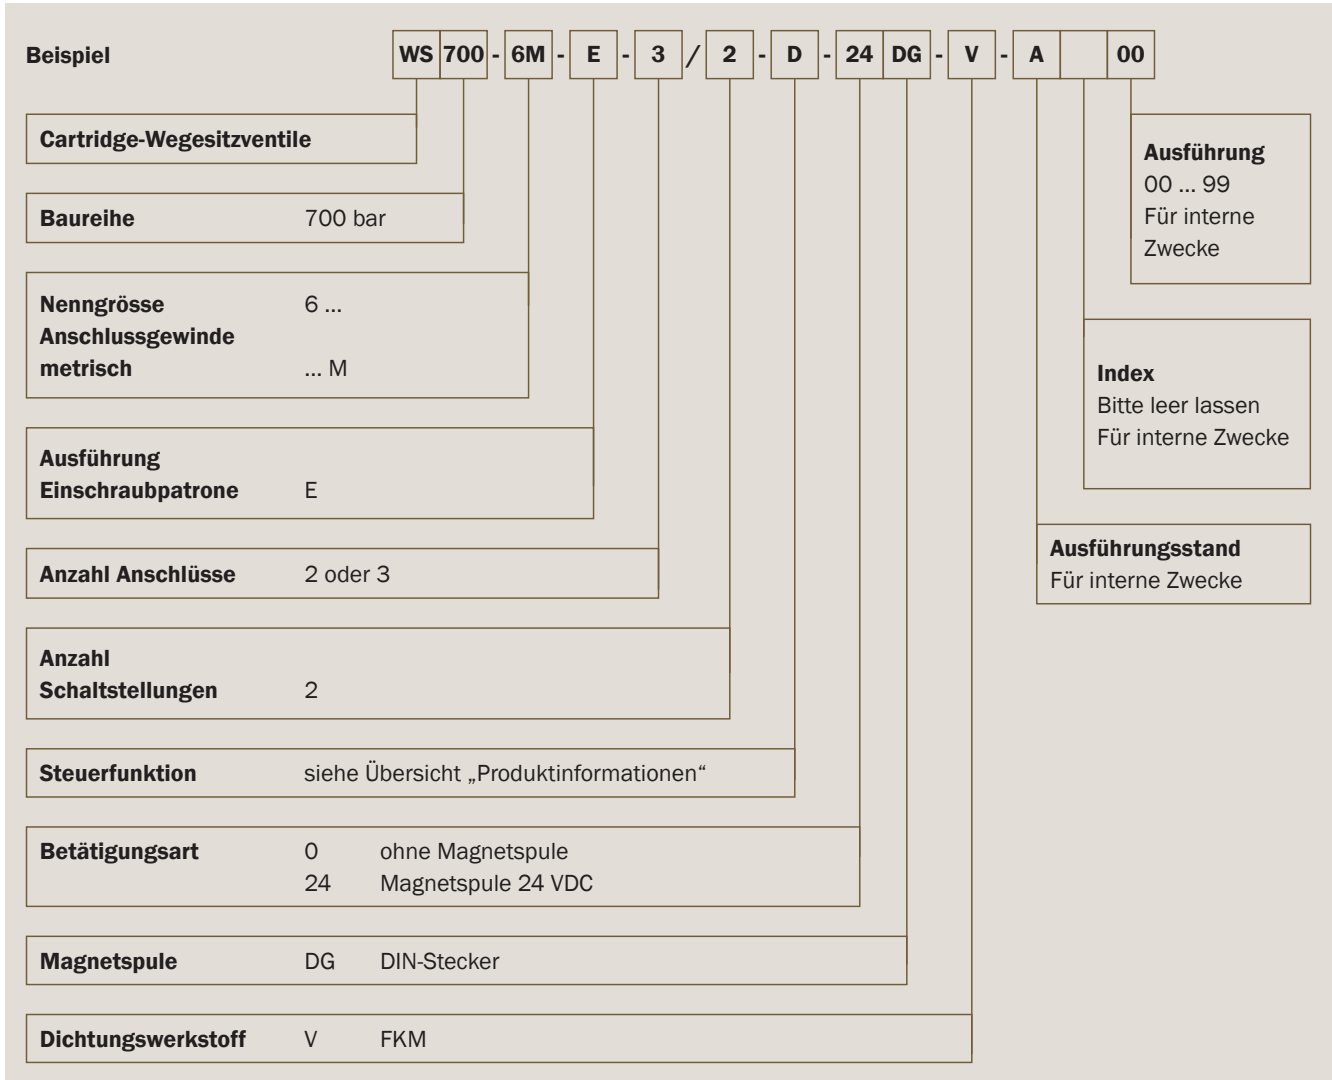 Beispiel WS 700 - 6M - E - 3 / 2 - D - 24 DG - V - A 00
Cartridge-Wegesitzventile
Baureihe 700 bar
Nenngrösse 6 ...
Anschlussgewinde
metrisch ... M
Ausführung
Einschraubpatrone E
Anzahl Anschlüsse 2 oder 3
Anzahl
Schaltstellungen 2
Steuerfunktion siehe Übersicht „Produktinformationen“
Betätigungsart 0 ohne Magnetspule
24 Magnetspule 24 VDC
Magnetspule DG DIN-Stecker
Dichtungswerkstoff V FKM
Ausführung
00 ... 99
Für interne
Zwecke
Index
Bitte leer lassen
Für interne Zwecke
Ausführungsstand
Für interne Zwecke